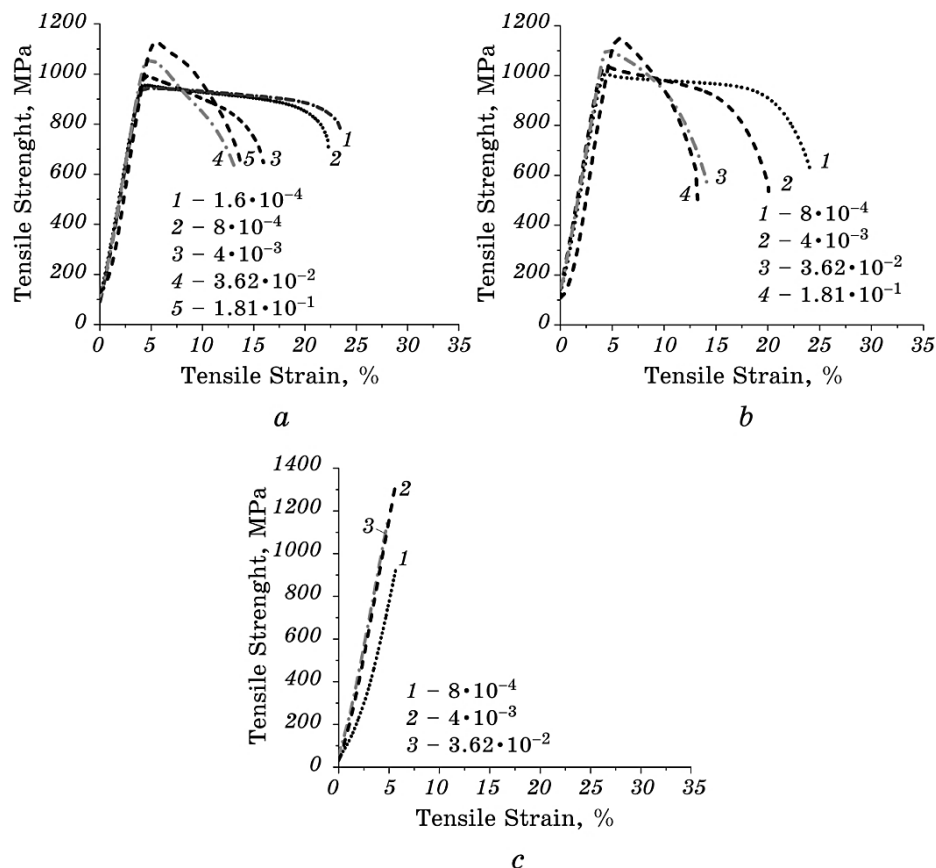 1200
1000
800
600
400
200
0
Tensile Strenght, MPa
1
2
3
4
5
1 – 1.6•10⁻⁴
2 – 8•10⁻⁴
3 – 4•10⁻³
4 – 3.62•10⁻²
5 – 1.81•10⁻¹
0 5 10 15 20 25 30 35
Tensile Strain, %
a
1200
1000
800
600
400
200
0
Tensile Strenght, MPa
1
2
3
4
1 – 8•10⁻⁴
2 – 4•10⁻³
3 – 3.62•10⁻²
4 – 1.81•10⁻¹
0 5 10 15 20 25 30 35
Tensile Strain, %
b
1400
1200
1000
800
600
400
200
0
Tensile Strenght, MPa
2
3
1
1 – 8•10⁻⁴
2 – 4•10⁻³
3 – 3.62•10⁻²
0 5 10 15 20 25 30 35
Tensile Strain, %
c